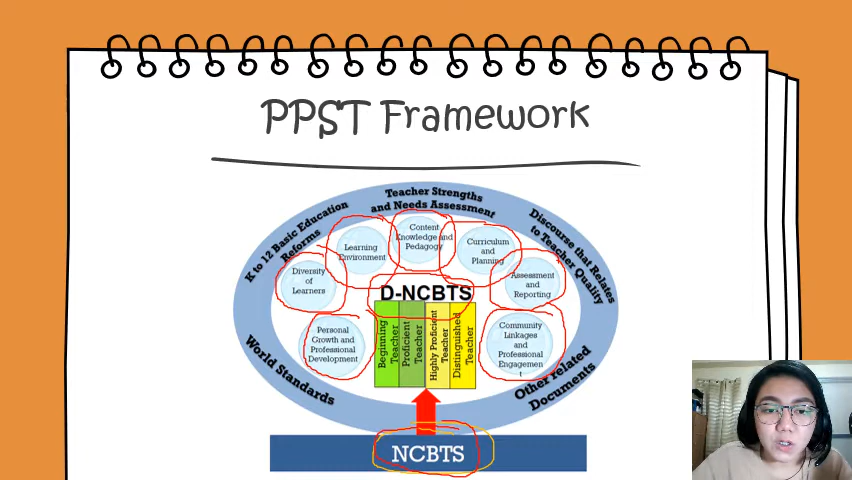 PPST Framework
Teacher Strengths
and Needs Assessment
K to 12 Basic Education
Reforms
Discourse that Relates
to Teacher Quality
Content
Knowledge and
Pedagogy
Learning
Environment
Curriculum
and
Planning
Diversity
of
Learners
Assessment
and
Reporting
D-NCBTS
Personal
Growth and
Professional
Development
Beginning
Teacher
Proficient
Teacher
Highly Proficient
Teacher
Distinguished
Teacher
Community
Linkages
and
Professional
Engagemen
t
World Standards
Other related
Documents
NCBTS